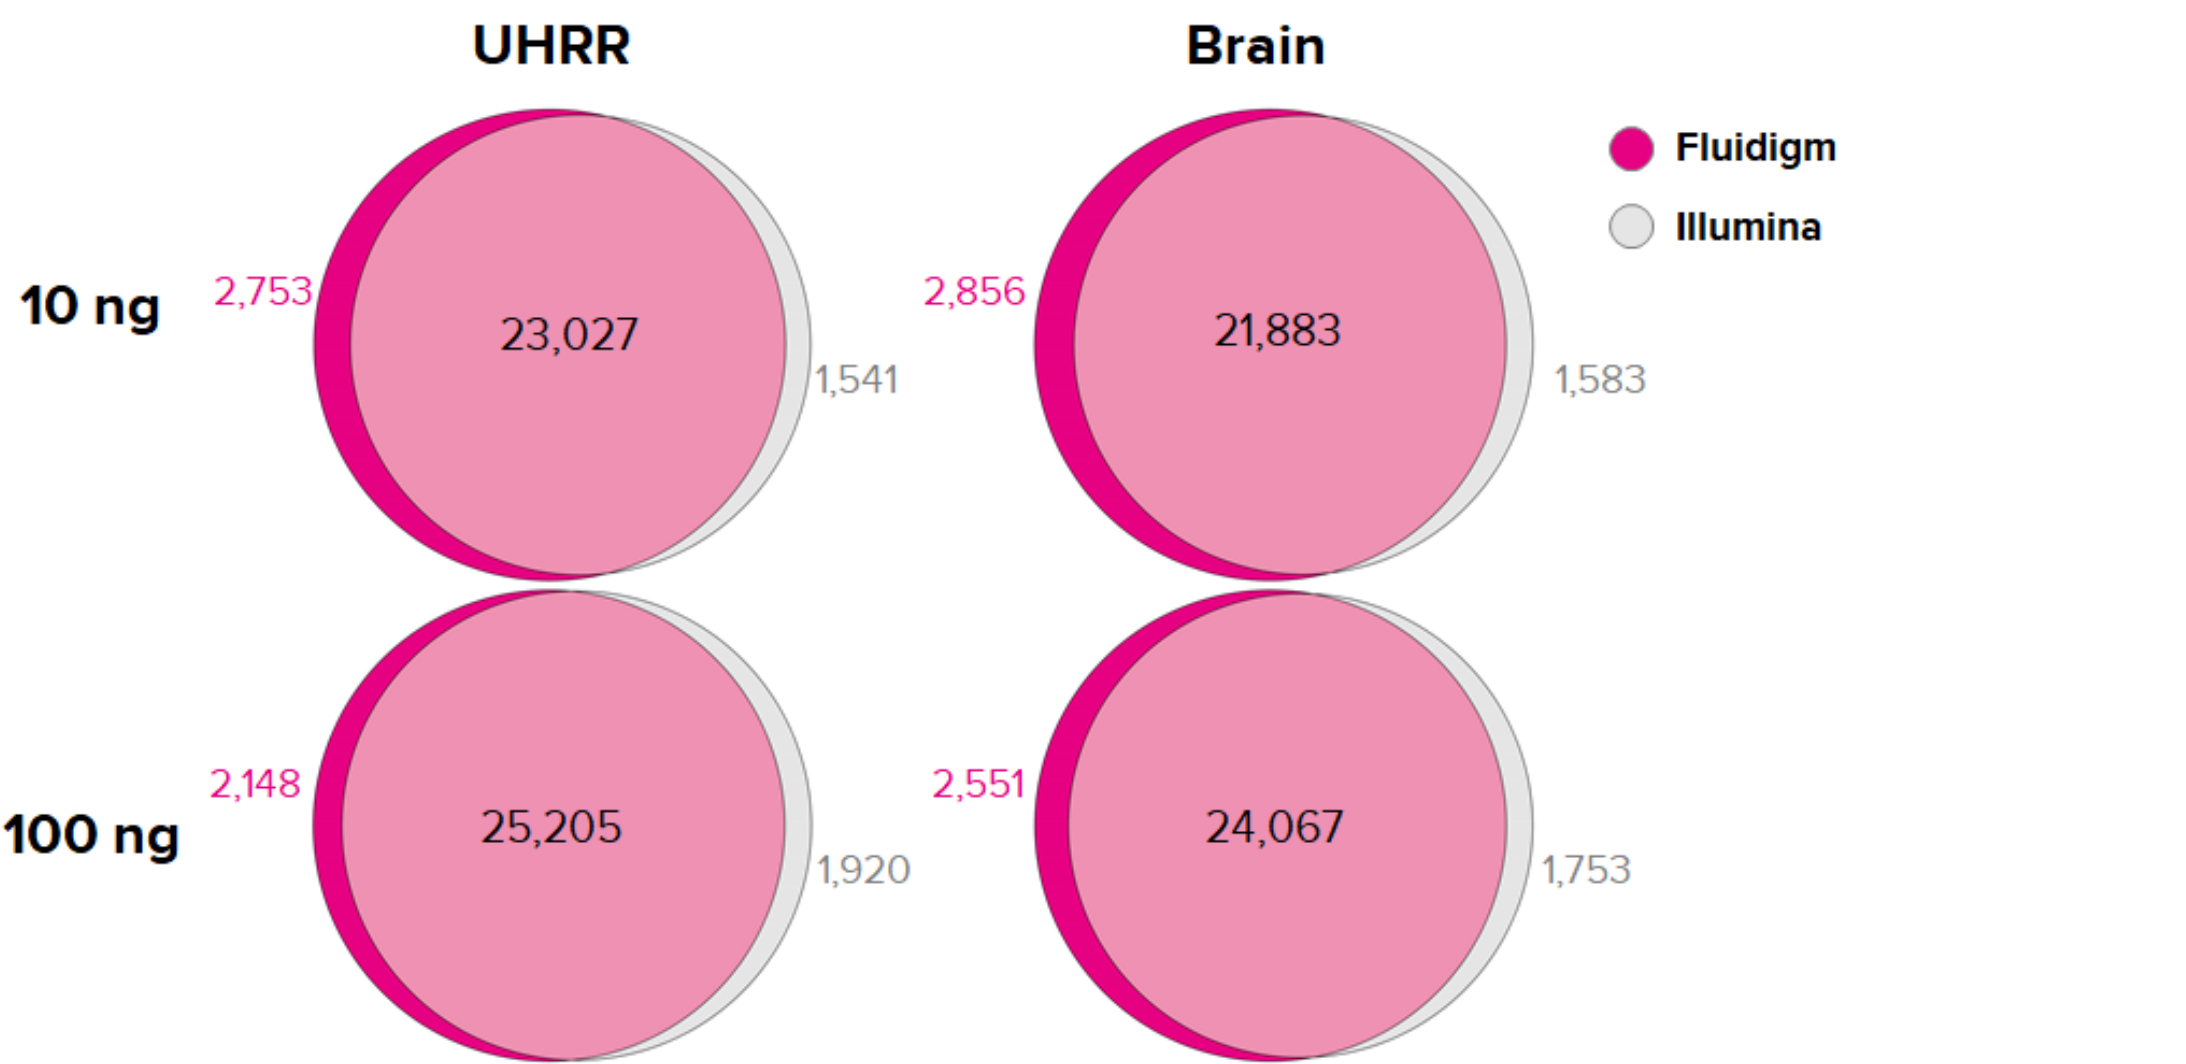 UHRR
Brain
Fluidigm
Illumina
10 ng
2,753
23,027
1,541
2,856
21,883
1,583
100 ng
2,148
25,205
1,920
2,551
24,067
1,753